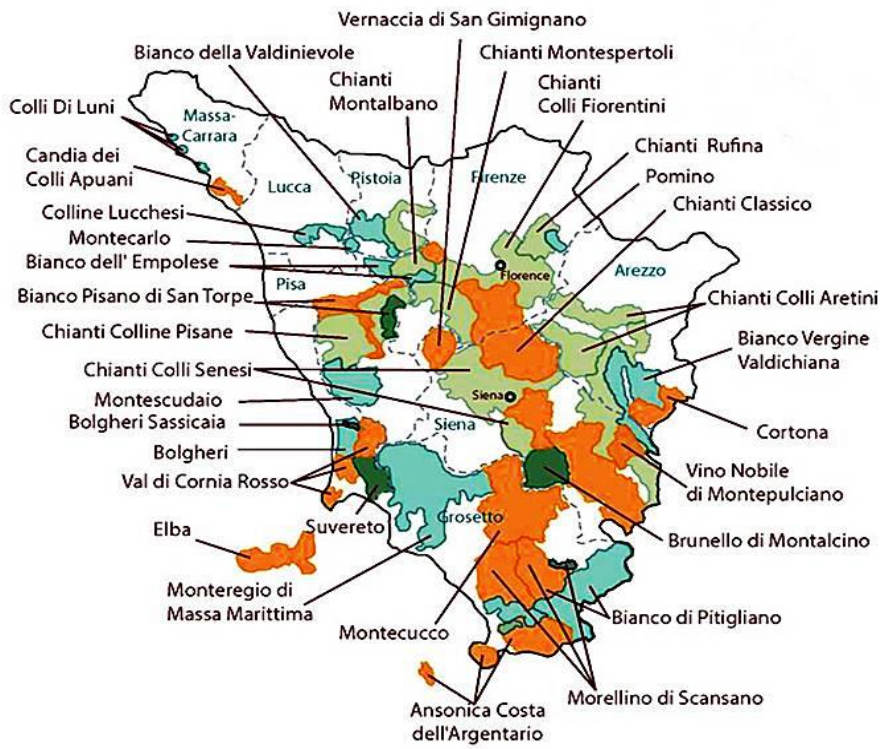 Vernaccia di San Gimignano
Bianco della Valdinievole
Chianti Montespertoli
Chianti
Montalbano
Chianti
Colli Fiorentini
Colli Di Luni
Massa-
Carrara
Chianti Rufina
Candia dei
Colli Apuani
Lucca
Pistoia
Firenze
Pomino
Chianti Classico
Colline Lucchesi
Montecarlo
Bianco dell' Empolese
Florence
Arezzo
Pisa
Bianco Pisano di San Torpe
Chianti Colli Aretini
Chianti Colline Pisane
Bianco Vergine
Valdichiana
Chianti Colli Senesi
Siena
Montescudaio
Bolgheri Sassicaia
Siena
Cortona
Bolgheri
Val di Cornia Rosso
Vino Nobile
di Montepulciano
Suvereto
Grosetto
Elba
Brunello di Montalcino
Monteregio di
Massa Marittima
Bianco di Pitigliano
Montecucco
Morellino di Scansano
Ansonica Costa
dell'Argentario